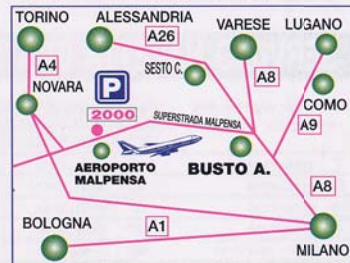 TORINO
ALESSANDRIA
VARESE
LUGANO
A26
SESTO C.
A8
COMO
A4
NOVARA
P
2000
SUPERSTRADA MALPENSA
A9
AEROPORTO
MALPENSA
BUSTO A.
A8
BOLOGNA
A1
MILANO